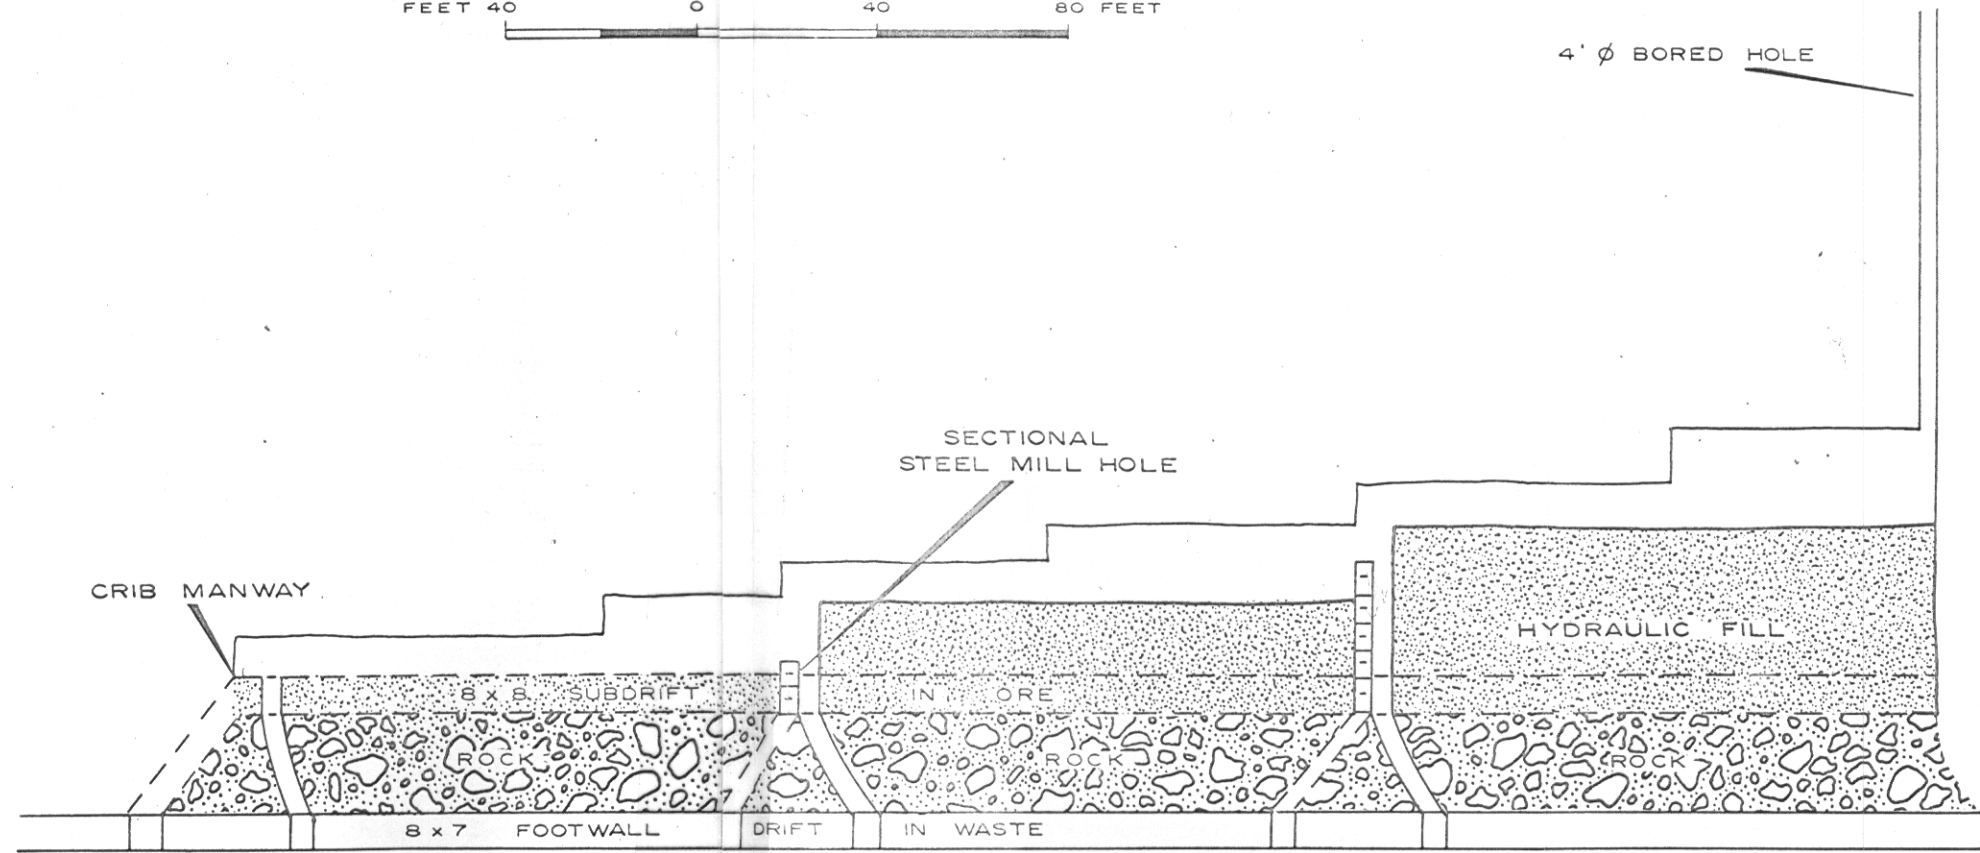 FEET 40 0 40 80 FEET
4' Ø BORED HOLE
SECTIONAL
STEEL MILL HOLE
CRIB MANWAY
HYDRAULIC FILL
8 x 8 SUBDRIFT IN ORE
ROCK ROCK ROCK
8 x 7 FOOTWALL DRIFT IN WASTE